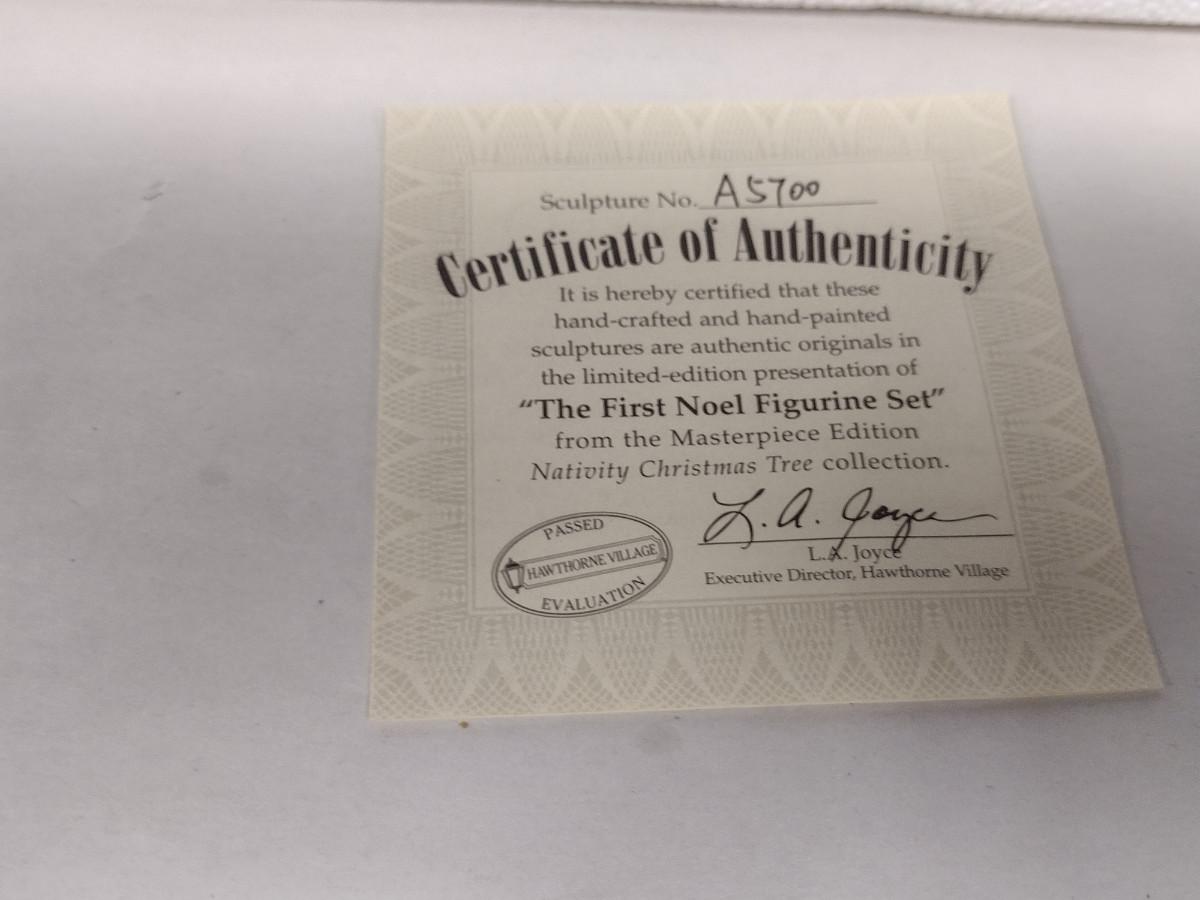 Sculpture No. A5700
Certificate of Authenticity
It is hereby certified that these
hand-crafted and hand-painted
sculptures are authentic originals in
the limited-edition presentation of
"The First Noel Figurine Set"
from the Masterpiece Edition
Nativity Christmas Tree collection.
L. A. Joyce
L.A. Joyce
Executive Director, Hawthorne Village
PASSED
HAWTHORNE VILLAGE
EVALUATION